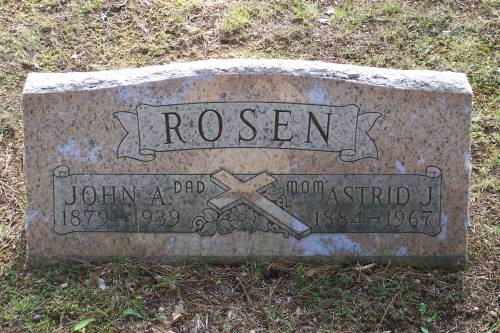 ROSEN
JOHN A. DAD MOM ASTRID J.
1879-1939 1884-1967